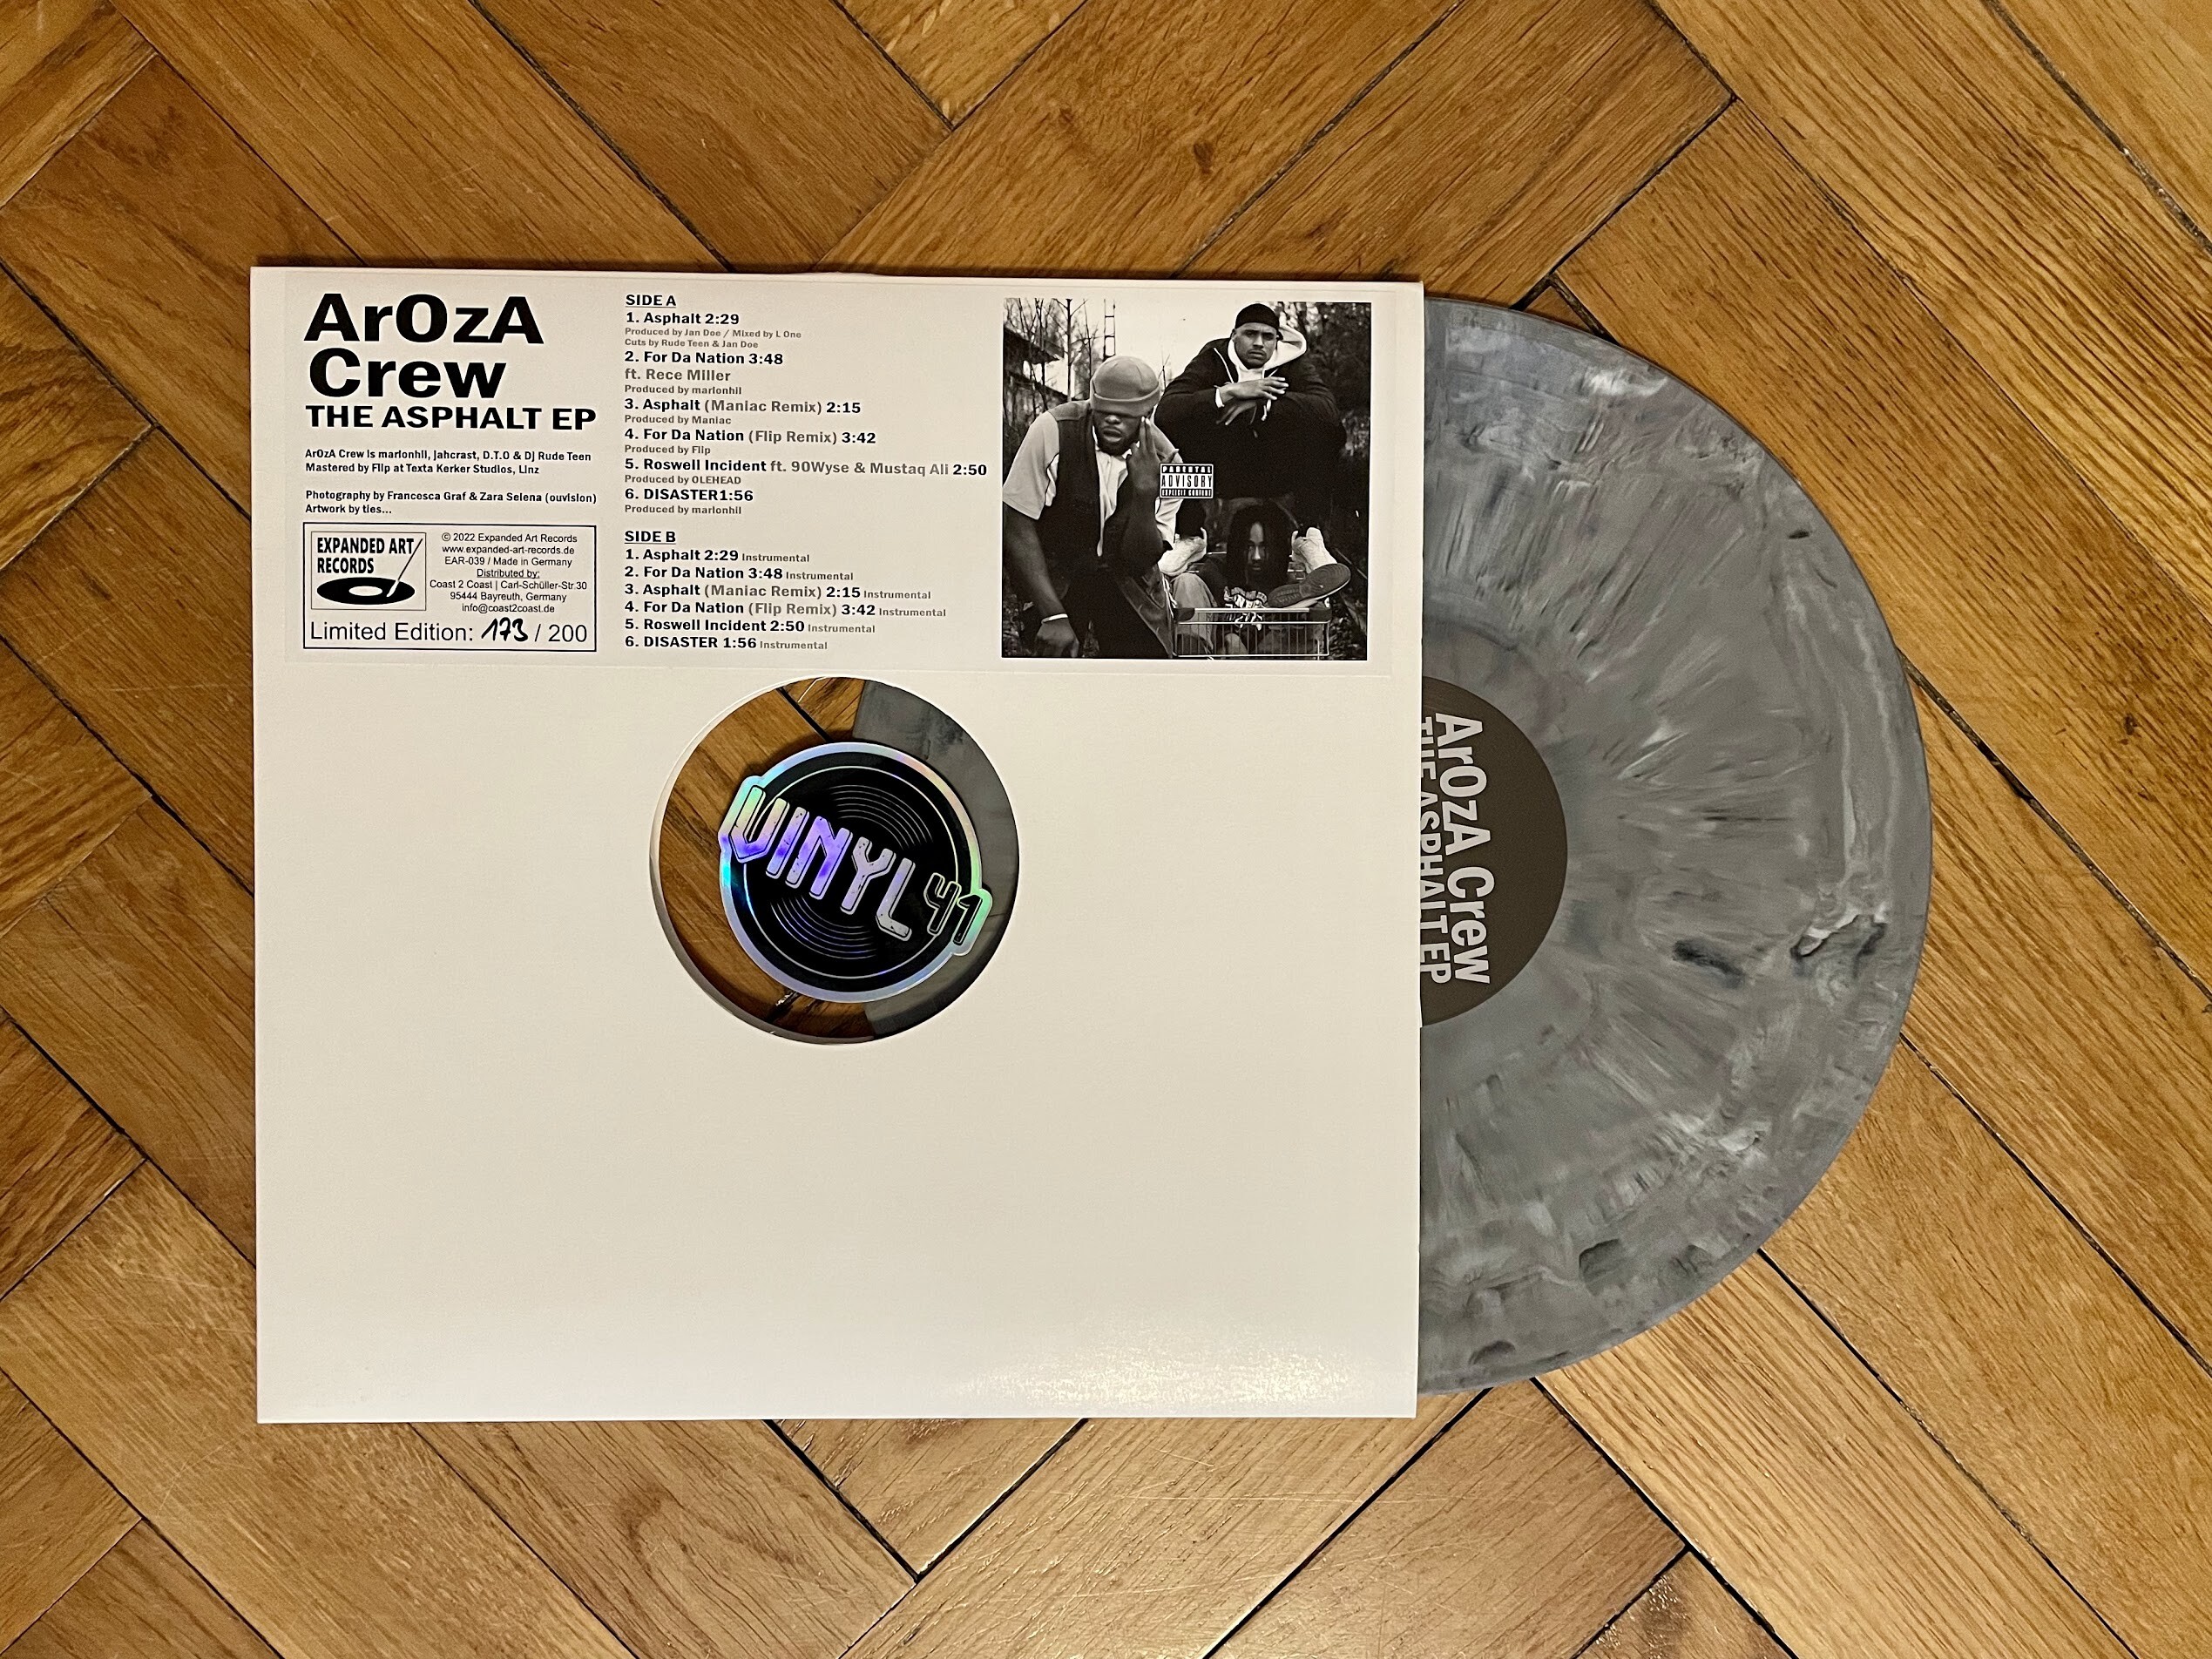 ArOzA
Crew
THE ASPHALT EP
ArOzA Crew is marlonhil, jahcrast, D.T.O & DJ Rude Teen
Mastered by Flip at Texta Kerker Studios, Linz
Photography by Francesca Graf & Zara Selena (ouvision)
Artwork by ties...
EXPANDED ART
RECORDS
© 2022 Expanded Art Records
www.expanded-art-records.de
EAR-039 / Made in Germany
Distributed by:
Coast 2 Coast | Carl-Schüller-Str.30
95444 Bayreuth, Germany
info@coast2coast.de
Limited Edition: 173 / 200
SIDE A
1. Asphalt 2:29
Produced by Jan Doe / Mixed by L One
Cuts by Rude Teen & Jan Doe
2. For Da Nation 3:48
ft. Rece Miller
Produced by marlonhil
3. Asphalt (Maniac Remix) 2:15
Produced by Maniac
4. For Da Nation (Flip Remix) 3:42
Produced by Flip
5. Roswell Incident ft. 90Wyse & Mustaq Ali 2:50
Produced by OLEHEAD
6. DISASTER1:56
Produced by marlonhil
SIDE B
1. Asphalt 2:29 Instrumental
2. For Da Nation 3:48 Instrumental
3. Asphalt (Maniac Remix) 2:15 Instrumental
4. For Da Nation (Flip Remix) 3:42 Instrumental
5. Roswell Incident 2:50 Instrumental
6. DISASTER 1:56 Instrumental
PARENTAL
ADVISORY
EXPLICIT CONTENT
VINYL41
ArOzA Crew
THE ASPHALT EP